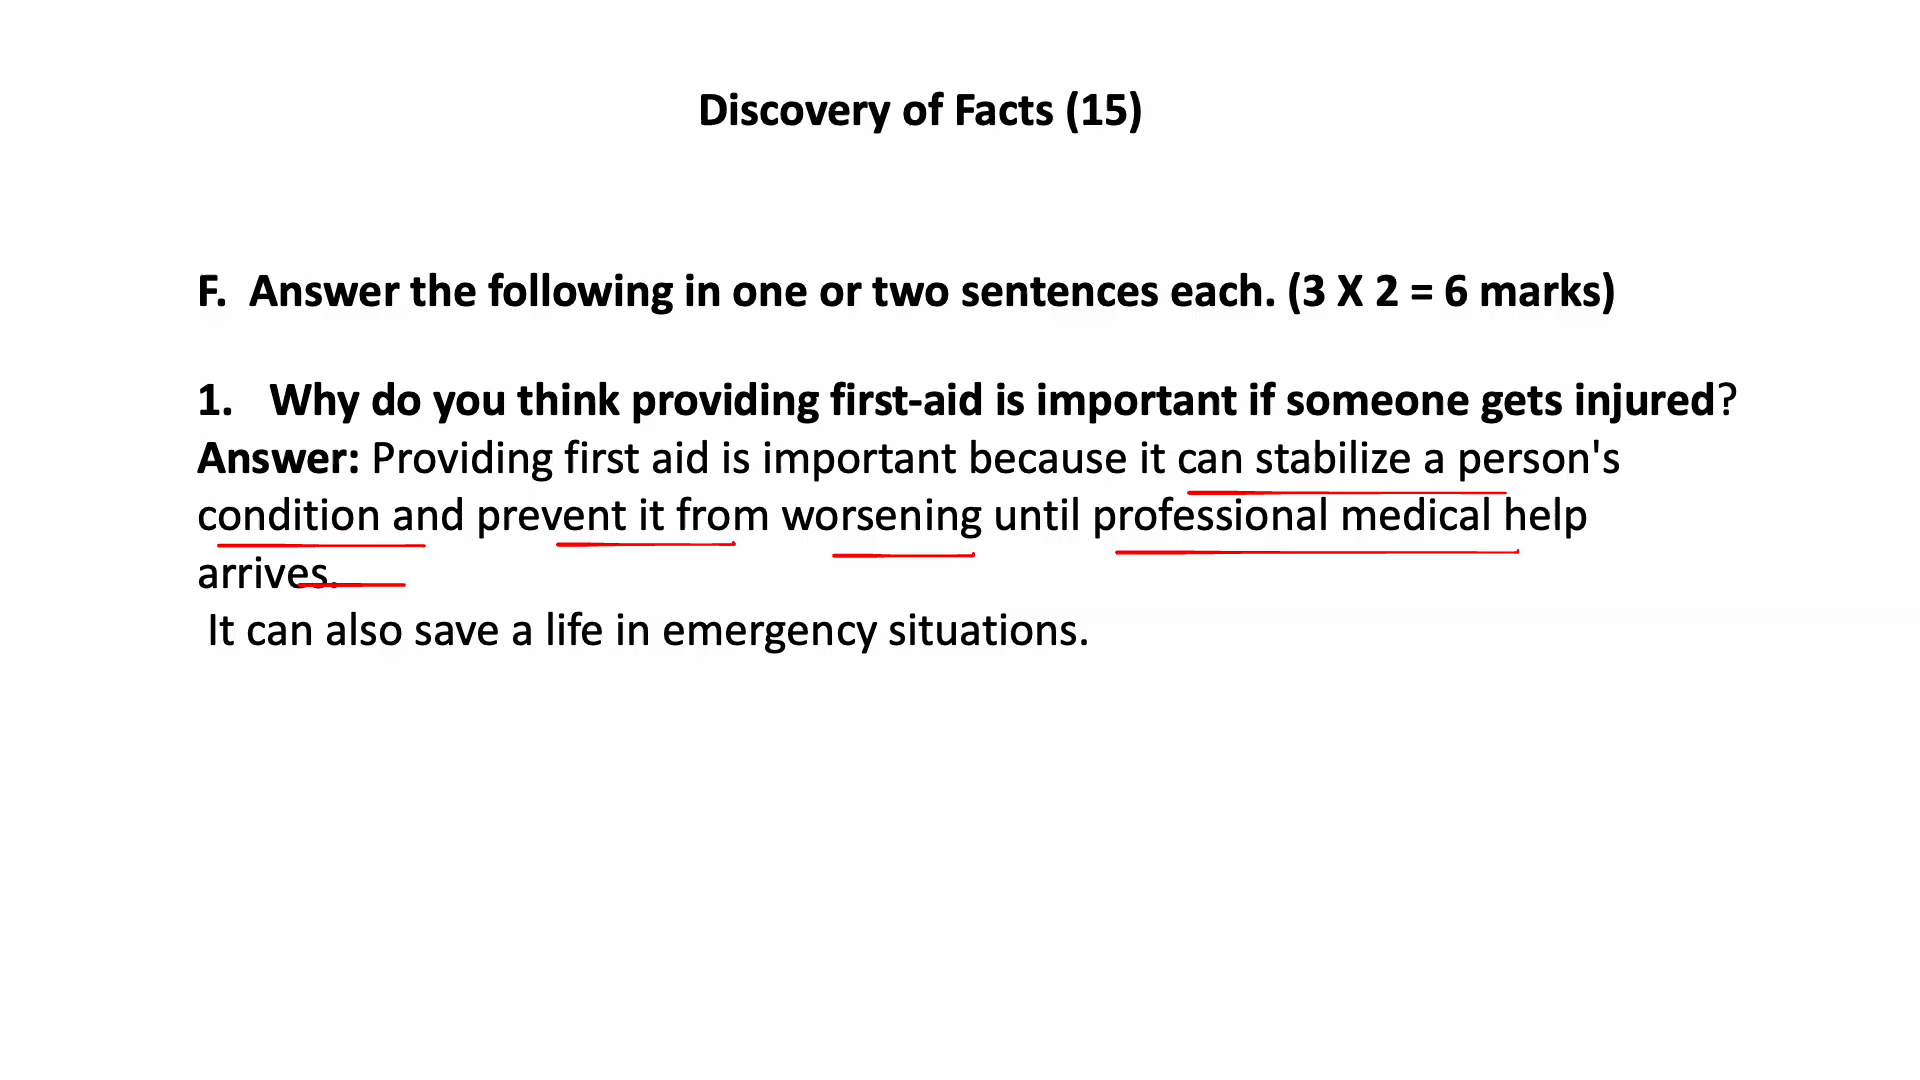 Discovery of Facts (15)
F. Answer the following in one or two sentences each. (3 X 2 = 6 marks)
1. Why do you think providing first-aid is important if someone gets injured?
Answer: Providing first aid is important because it can stabilize a person's
condition and prevent it from worsening until professional medical help
arrives.
It can also save a life in emergency situations.